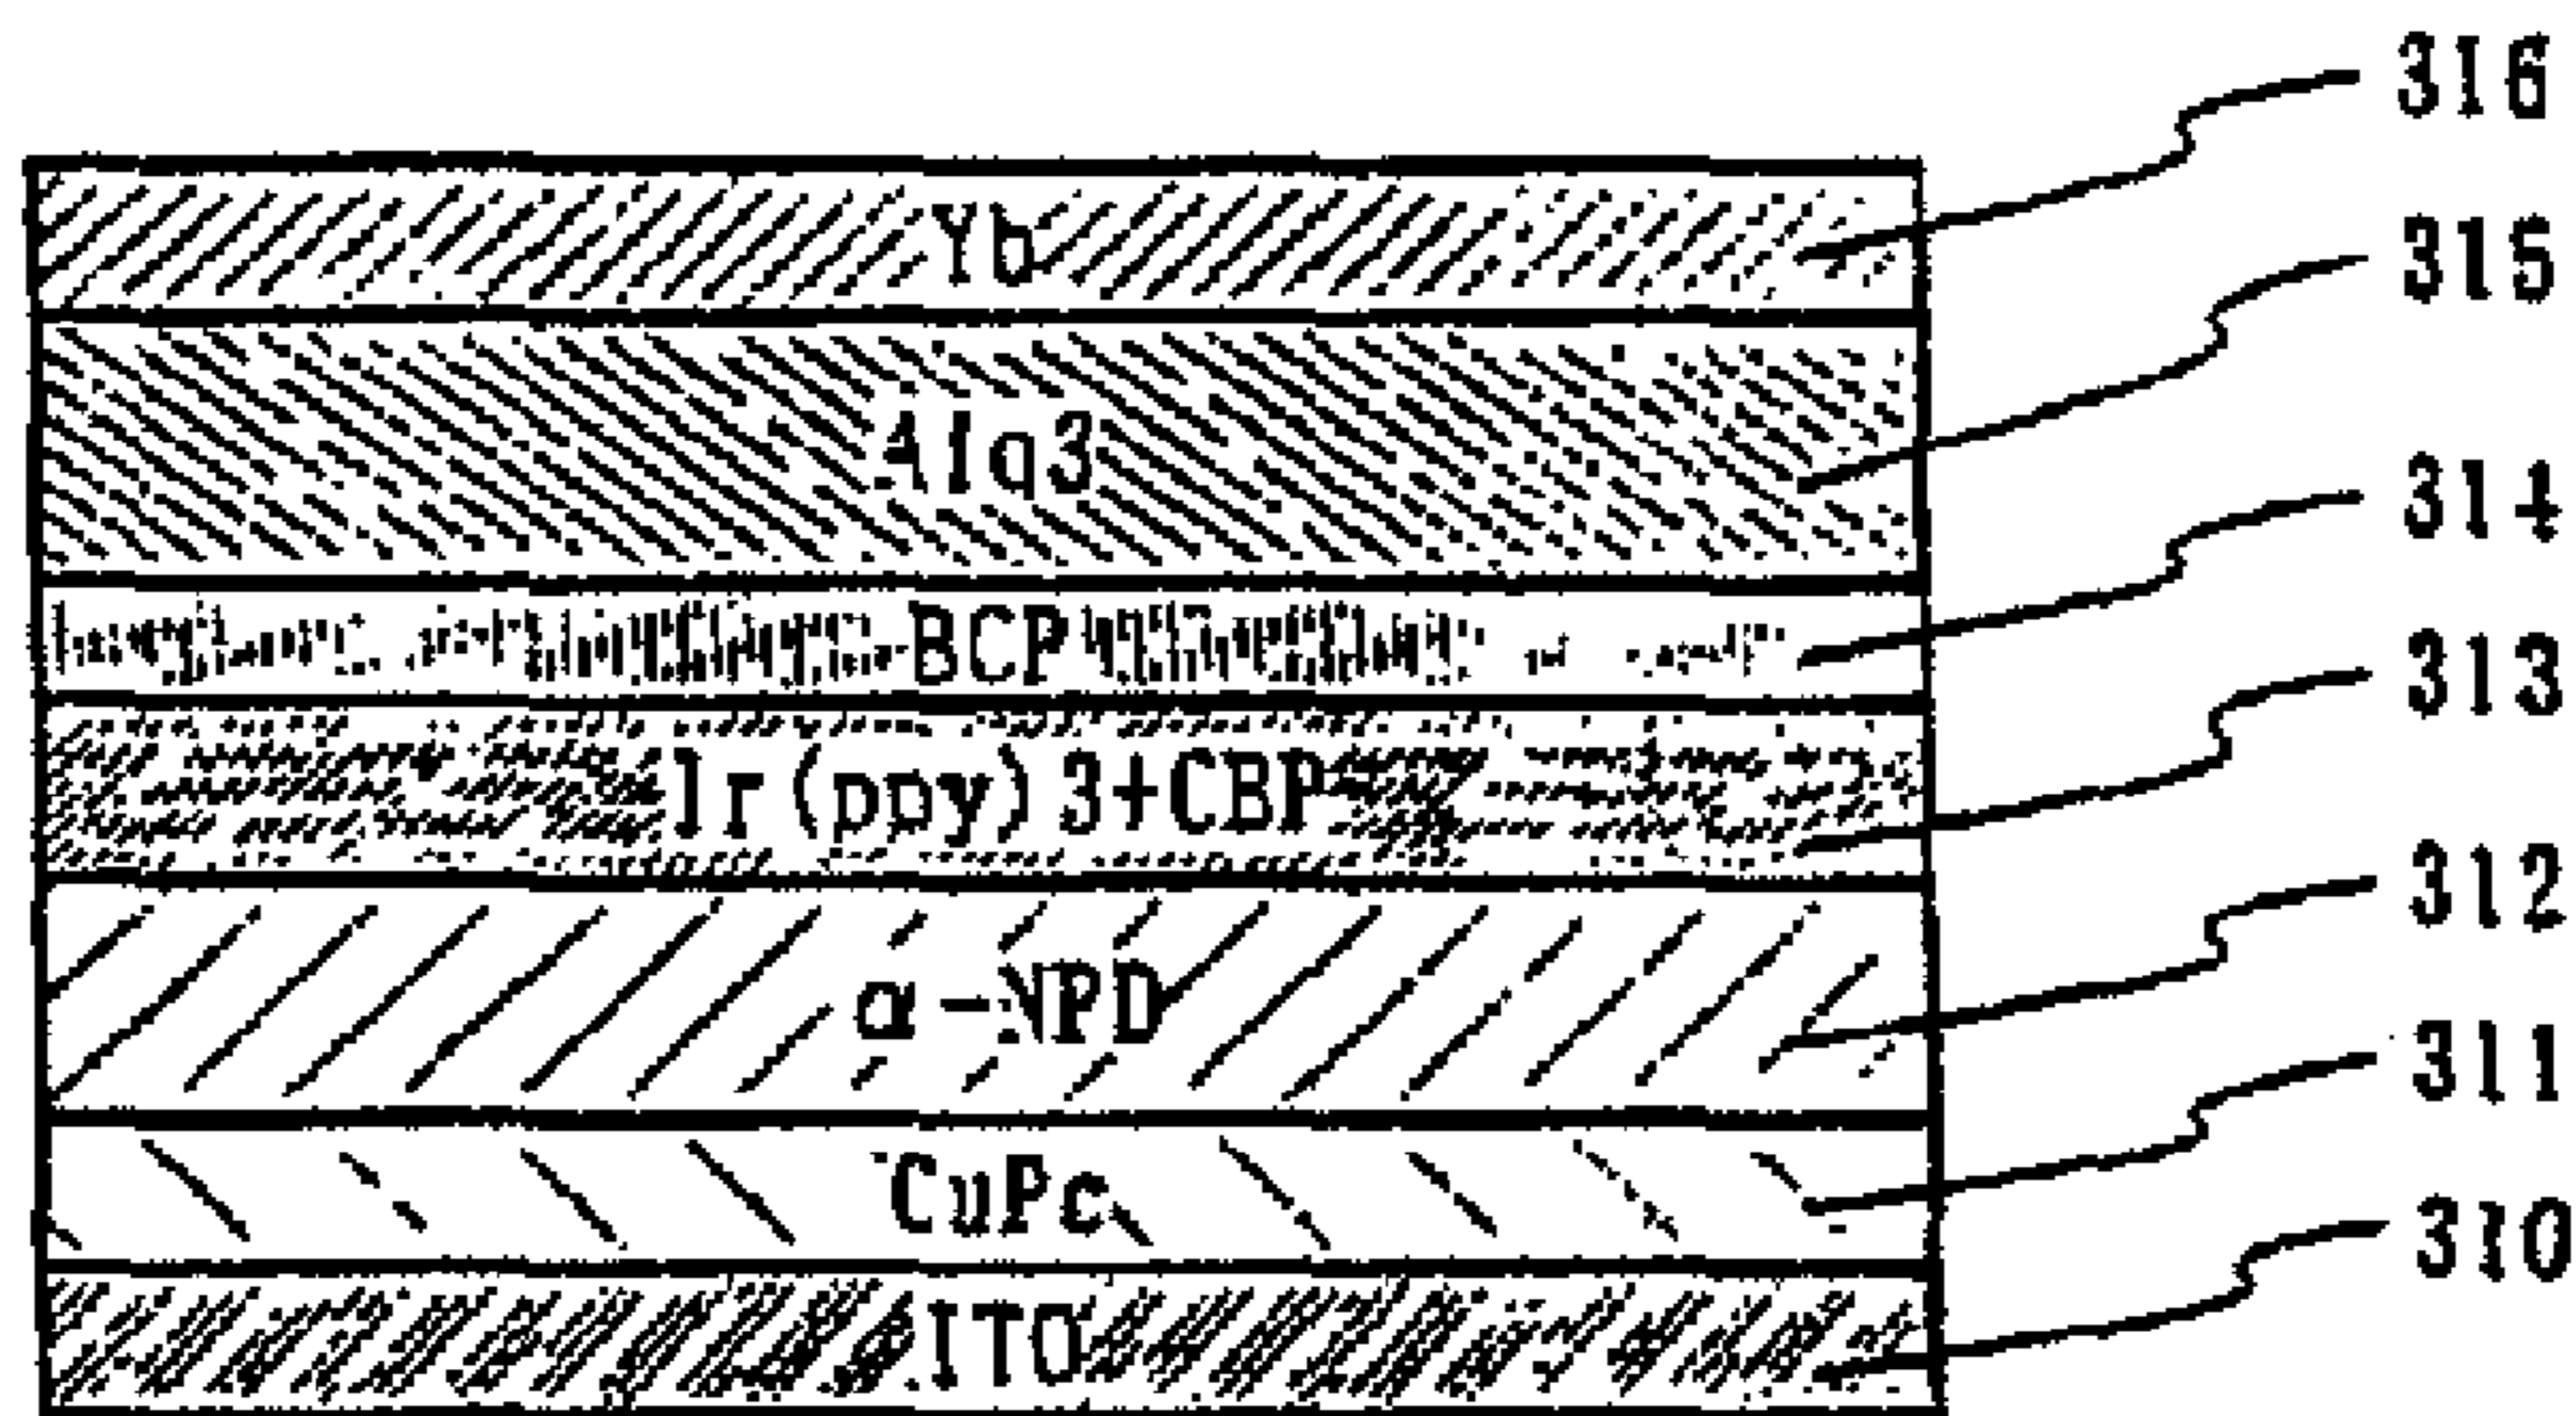 316
Yb
315
Alq3
314
BCP
313
Ir(ppy)3+CBP
312
α-NPD
311
CuPc
310
ITO